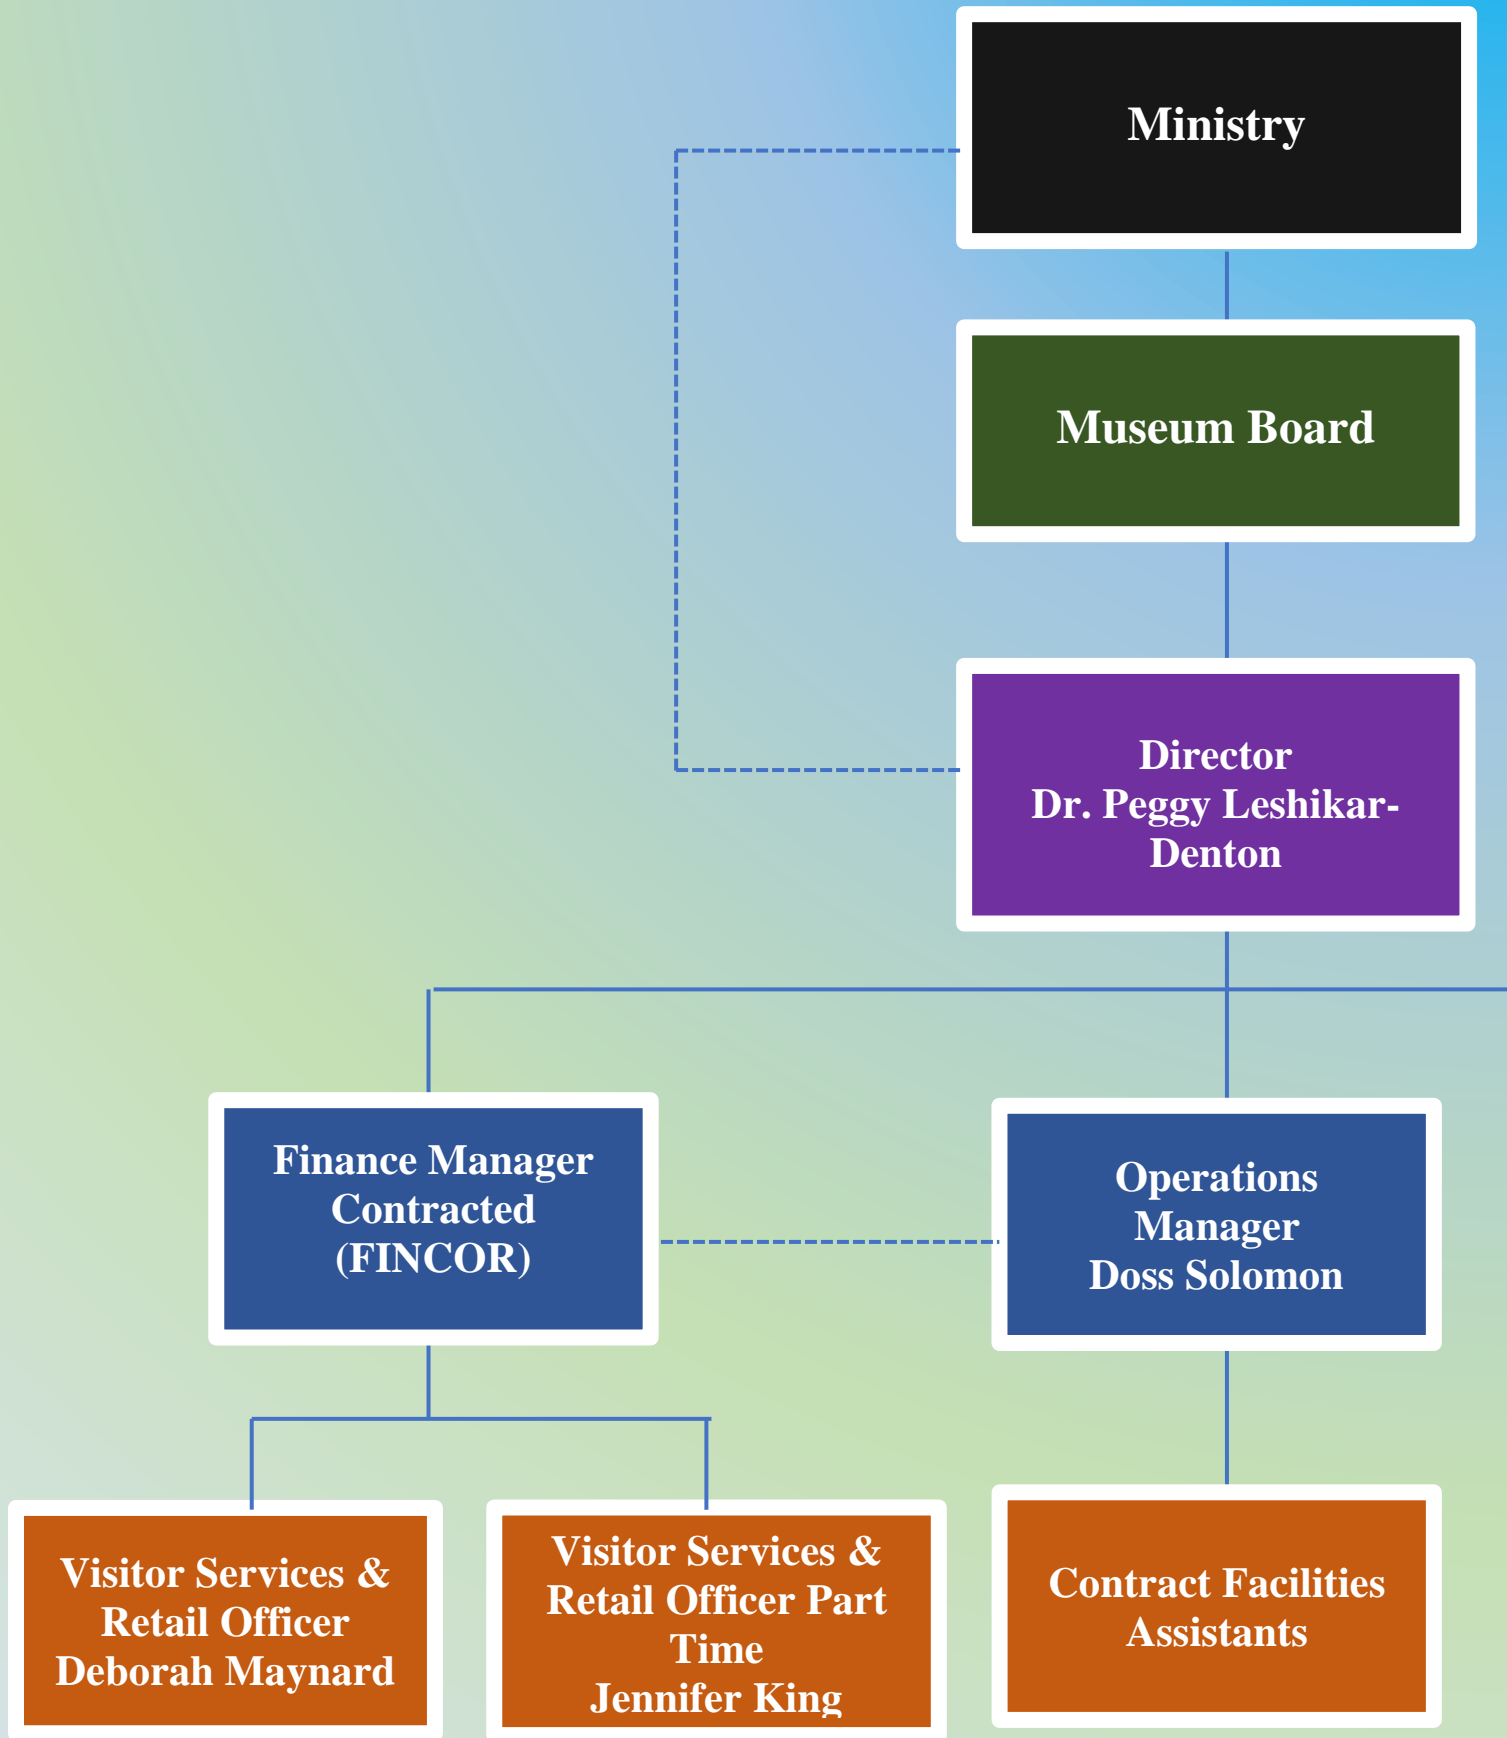 Ministry
Museum Board
Director
Dr. Peggy Leshikar-
Denton
Finance Manager
Contracted
(FINCOR)
Operations
Manager
Doss Solomon
Visitor Services &
Retail Officer
Deborah Maynard
Visitor Services &
Retail Officer Part
Time
Jennifer King
Contract Facilities
Assistants